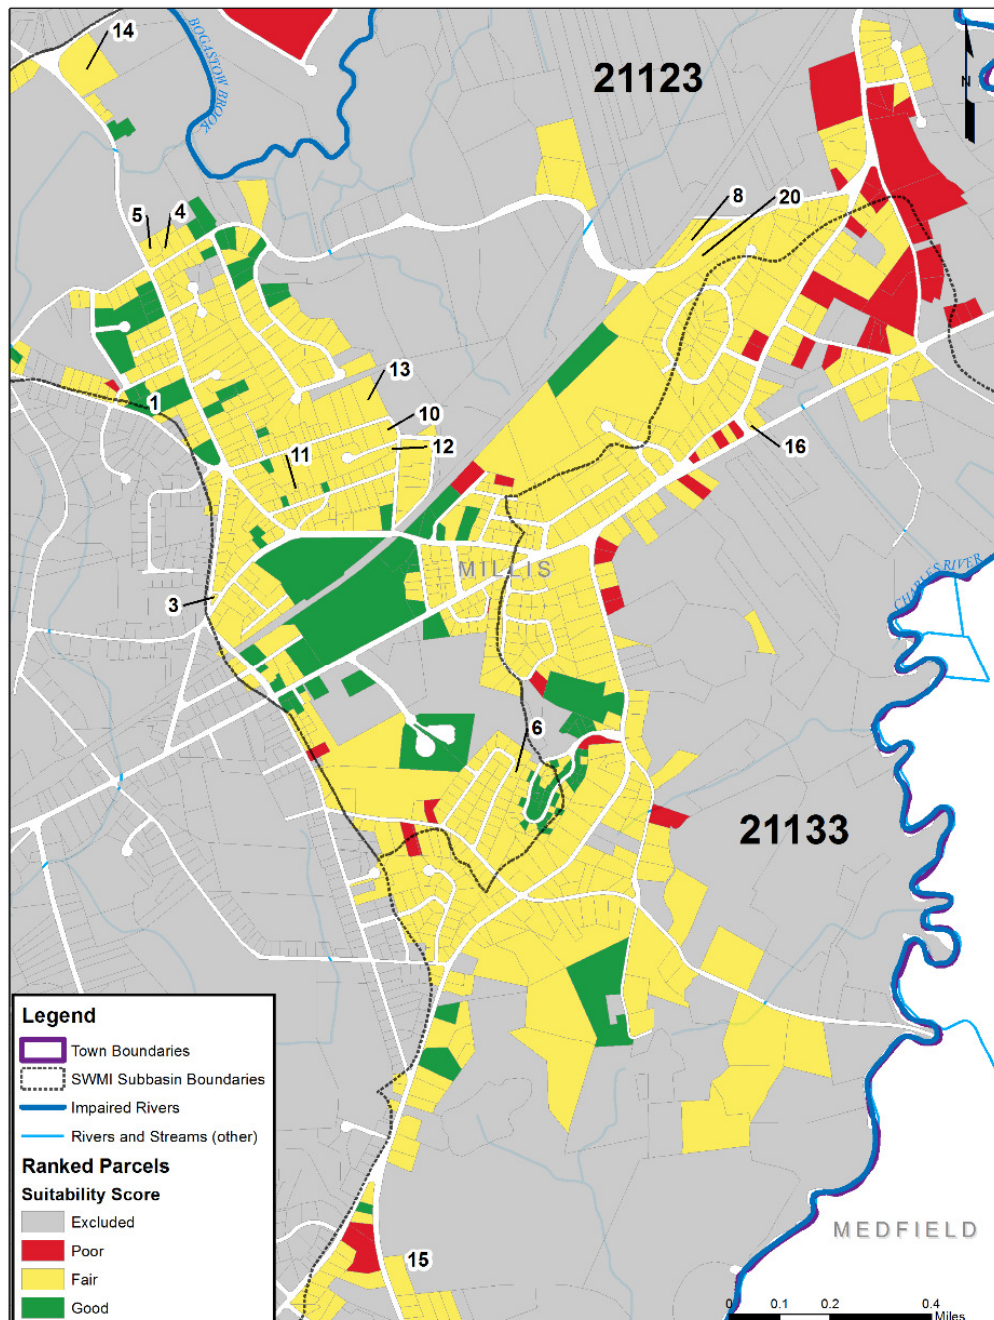 14
BOGASTOW BROOK
21123
N
5
4
8
20
13
1
10
12
11
16
MILLIS
CHARLES RIVER
3
6
21133
Legend
Town Boundaries
SWMI Subbasin Boundaries
Impaired Rivers
Rivers and Streams (other)
Ranked Parcels
Suitability Score
Excluded
Poor
Fair
Good
15
MEDFIELD
0 0.1 0.2 0.4
Miles